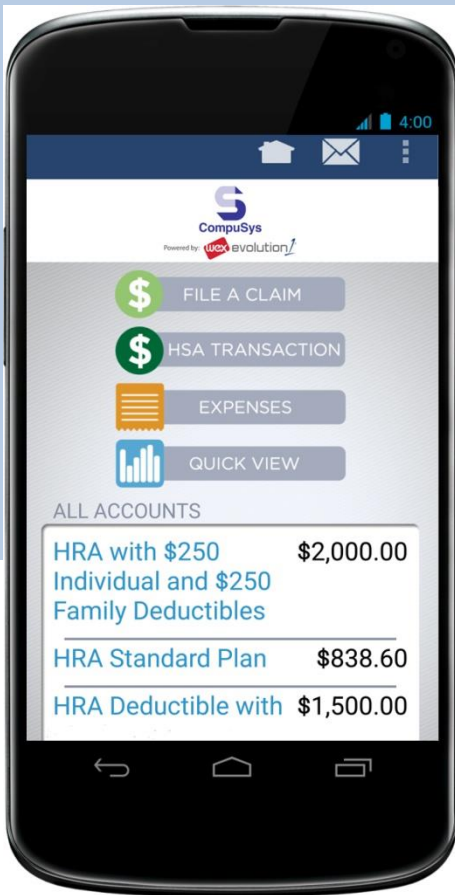 4:00
CompuSys
Powered by: wex evolution1
$ FILE A CLAIM
$ HSA TRANSACTION
EXPENSES
QUICK VIEW
ALL ACCOUNTS
HRA with $250 $2,000.00
Individual and $250
Family Deductibles
HRA Standard Plan $838.60
HRA Deductible with $1,500.00